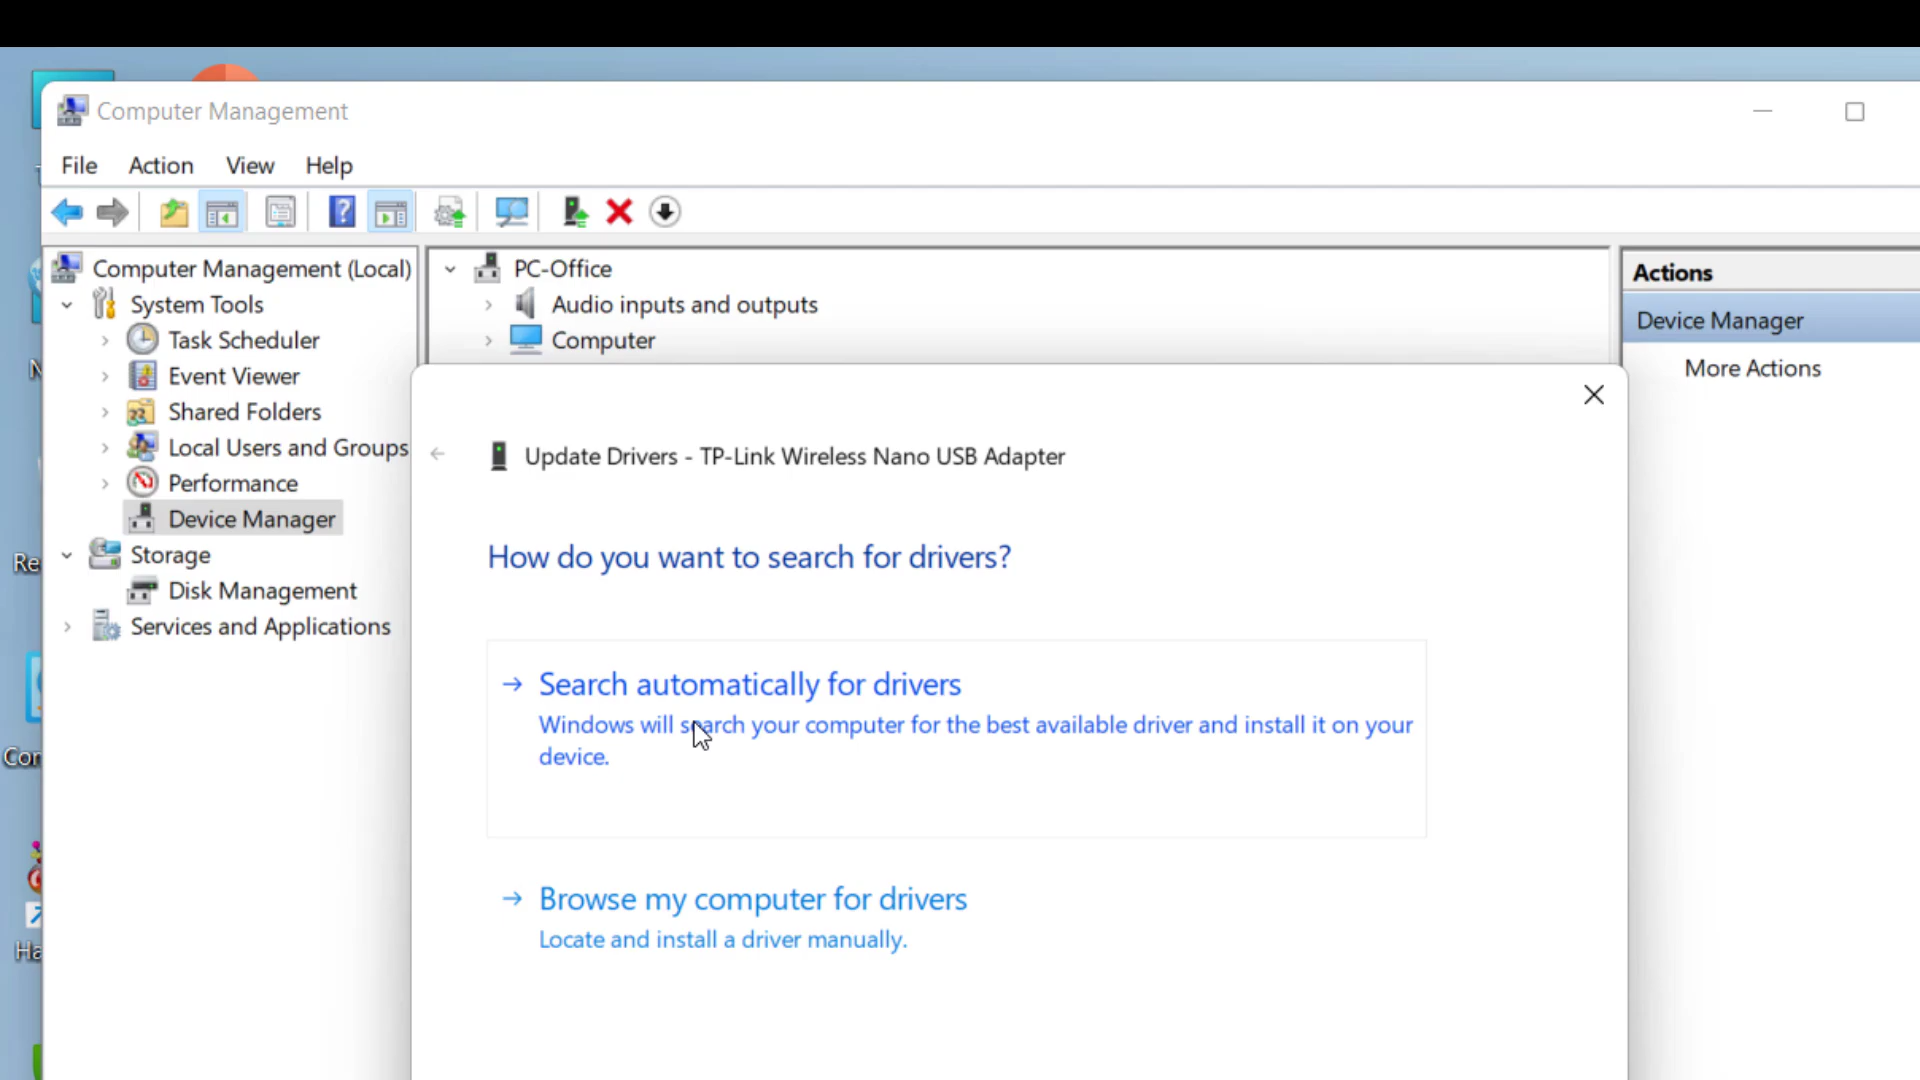 Computer Management
File Action View Help
Computer Management (Local)
System Tools
Task Scheduler
Event Viewer
Shared Folders
Local Users and Groups
Performance
Device Manager
Storage
Disk Management
Services and Applications
PC-Office
Audio inputs and outputs
Computer
Actions
Device Manager
More Actions
Update Drivers - TP-Link Wireless Nano USB Adapter
How do you want to search for drivers?
Search automatically for drivers
Windows will search your computer for the best available driver and install it on your
device.
Browse my computer for drivers
Locate and install a driver manually.